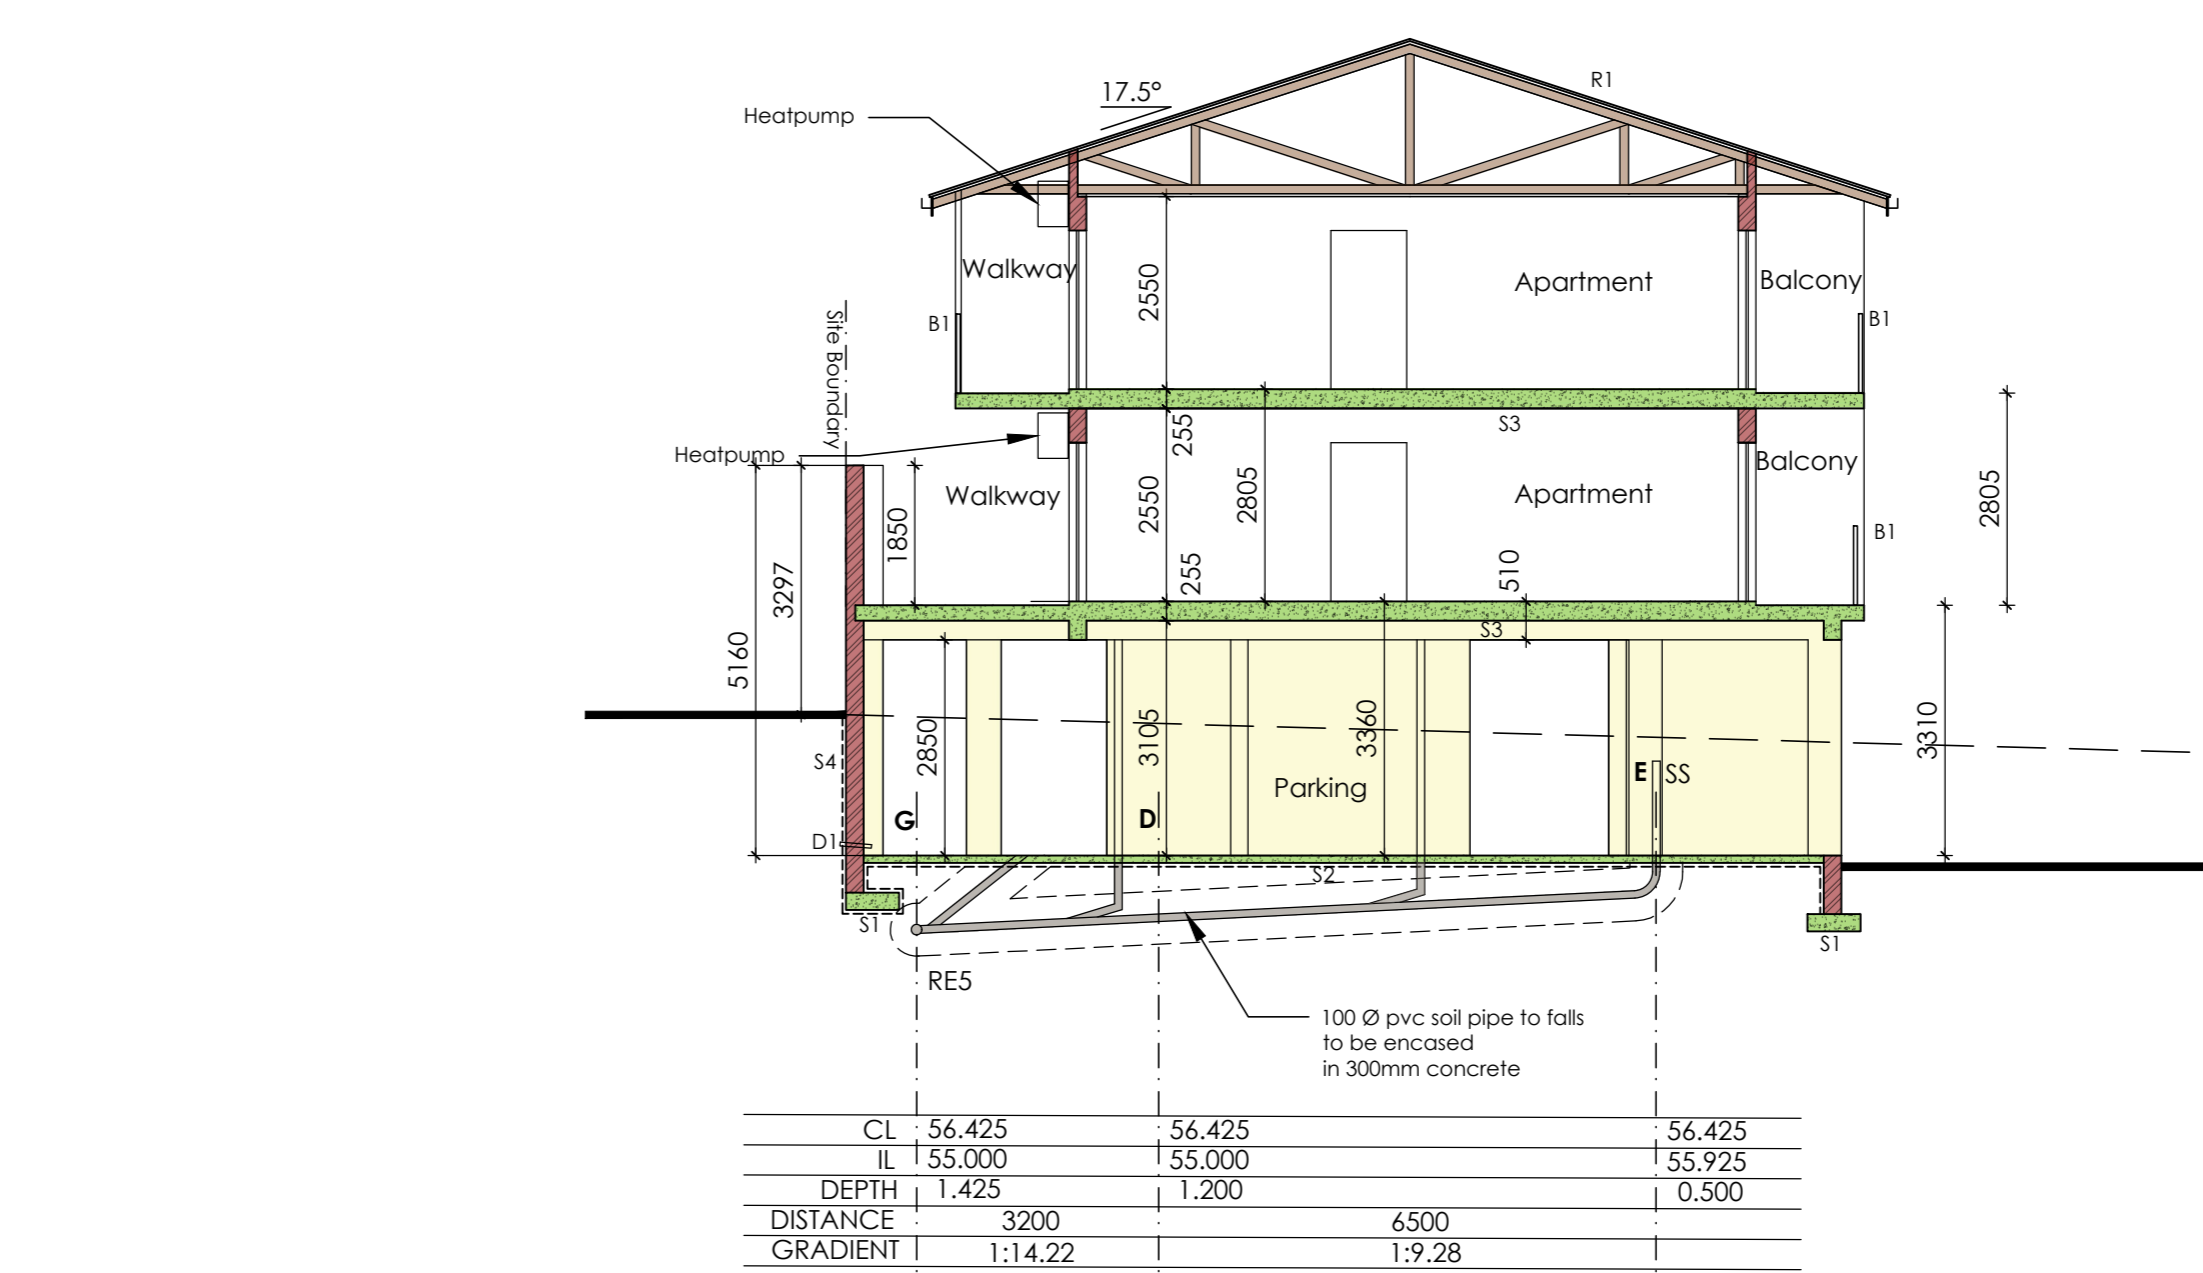 R1
17.5°
Heatpump
Walkway
2550
Apartment
Balcony
B1
B1
Site Boundary
255
S3
Heatpump
Walkway
1850
2550
2805
Apartment
Balcony
2805
B1
3297
5160
255
510
S3
2850
3105
3360
3310
S4
Parking
E
SS
G
D
D1
S2
S1
S1
RE5
100 Ø pvc soil pipe to falls
to be encased
in 300mm concrete
CL 56.425 56.425 56.425
IL 55.000 55.000 55.925
DEPTH 1.425 1.200 0.500
DISTANCE 3200 6500
GRADIENT 1:14.22 1:9.28